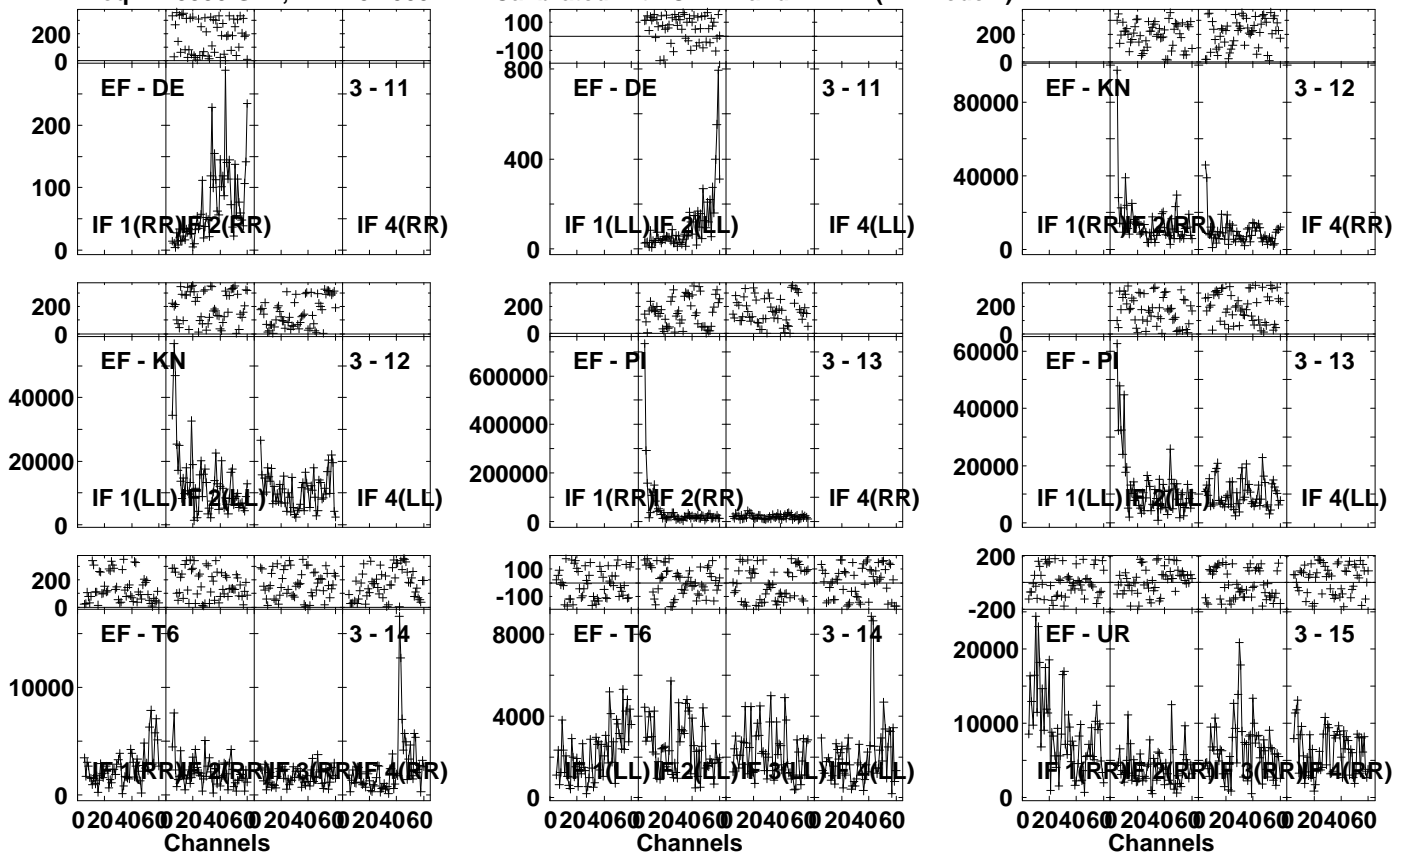 200
0
EF - DE
3 - 11
200
100
0
IF 1(RR)
IF 2(RR)
IF 4(RR)
100
-100
800
EF - DE
3 - 11
400
0
IF 1(LL)
IF 2(LL)
IF 4(LL)
200
0
80000
EF - KN
3 - 12
40000
0
IF 1(RR)
IF 2(RR)
IF 4(RR)
200
0
EF - KN
3 - 12
40000
20000
0
IF 1(LL)
IF 2(LL)
IF 4(LL)
200
0
EF - PI
3 - 13
600000
400000
200000
0
IF 1(RR)
IF 2(RR)
IF 4(RR)
200
0
60000
EF - PI
3 - 13
40000
20000
0
IF 1(LL)
IF 2(LL)
IF 4(LL)
200
0
EF - T6
3 - 14
10000
0
IF 1(RR)
IF 2(RR)
IF 3(RR)
IF 4(RR)
0 20 40 60 0 20 40 60 0 20 40 60 0 20 40 60
Channels
100
-100
8000
EF - T6
3 - 14
4000
0
IF 1(LL)
IF 2(LL)
IF 3(LL)
IF 4(LL)
0 20 40 60 0 20 40 60 0 20 40 60 0 20 40 60
Channels
200
-200
EF - UR
3 - 15
20000
10000
0
IF 1(RR)
IF 2(RR)
IF 3(RR)
IF 4(RR)
0 20 40 60 0 20 40 60 0 20 40 60 0 20 40 60
Channels